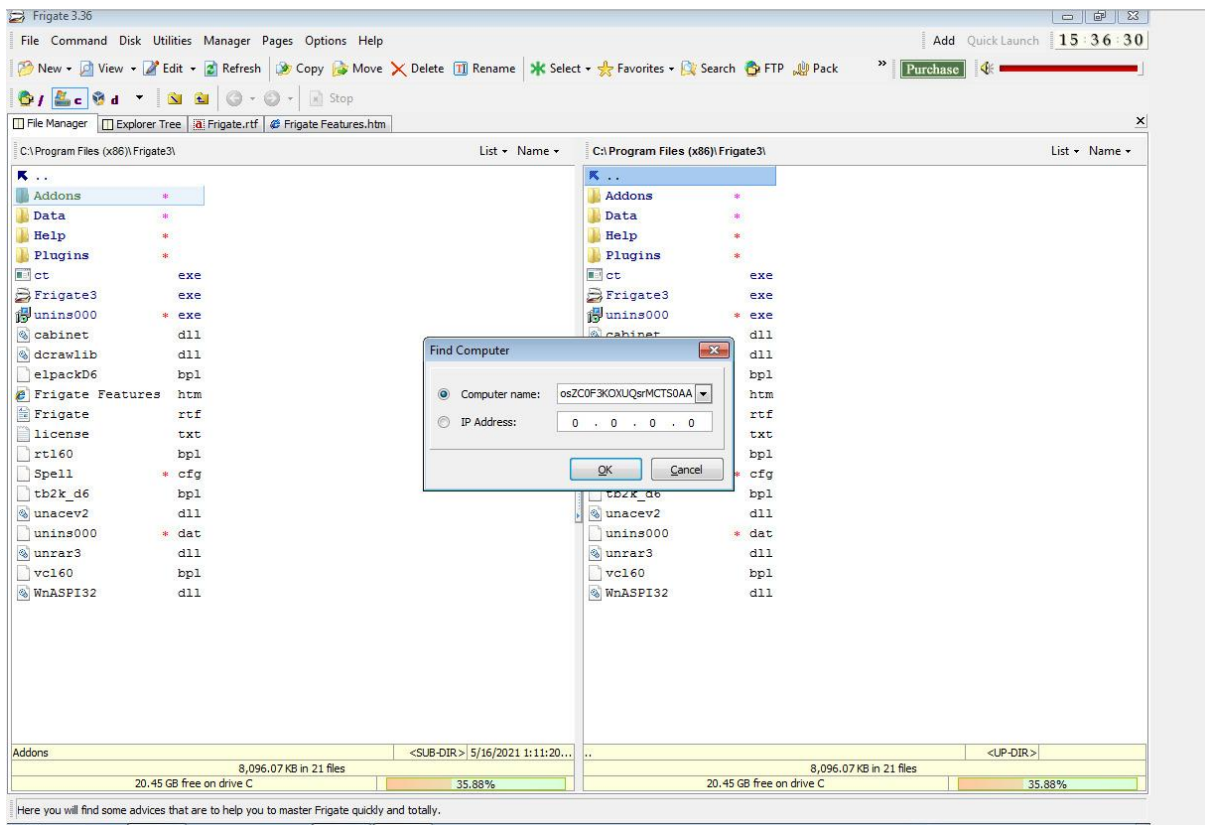 Frigate 3.36
File Command Disk Utilities Manager Pages Options Help Add Quick Launch 15:36:30
New View Edit Refresh Copy Move Delete Rename Select Favorites Search FTP Pack » Purchase
/ c d Stop
File Manager Explorer Tree Frigate.rtf Frigate Features.htm
C:\Program Files (x86)\Frigate3\ List Name C:\Program Files (x86)\Frigate3\ List Name
.. ..
Addons * Addons *
Data * Data *
Help * Help *
Plugins * Plugins *
ct exe ct exe
Frigate3 exe Frigate3 exe
unins000 * exe unins000 * exe
cabinet dll cabinet dll
dcrawlib dll dll
elpackD6 bpl bpl
Frigate Features htm htm
Frigate rtf rtf
license txt txt
rtl60 bpl bpl
Spell * cfg * cfg
tb2k_d6 bpl tb2k_d6 bpl
unacev2 dll unacev2 dll
unins000 * dat unins000 * dat
unrar3 dll unrar3 dll
vcl60 bpl vcl60 bpl
WnASPI32 dll WnASPI32 dll
Find Computer
Computer name: osZC0F3KOXUQsrMCTS0AA
IP Address: 0 . 0 . 0 . 0
OK Cancel
Addons <SUB-DIR> 5/16/2021 1:11:20... .. <UP-DIR>
8,096.07 KB in 21 files 8,096.07 KB in 21 files
20.45 GB free on drive C 35.88% 20.45 GB free on drive C 35.88%
Here you will find some advices that are to help you to master Frigate quickly and totally.